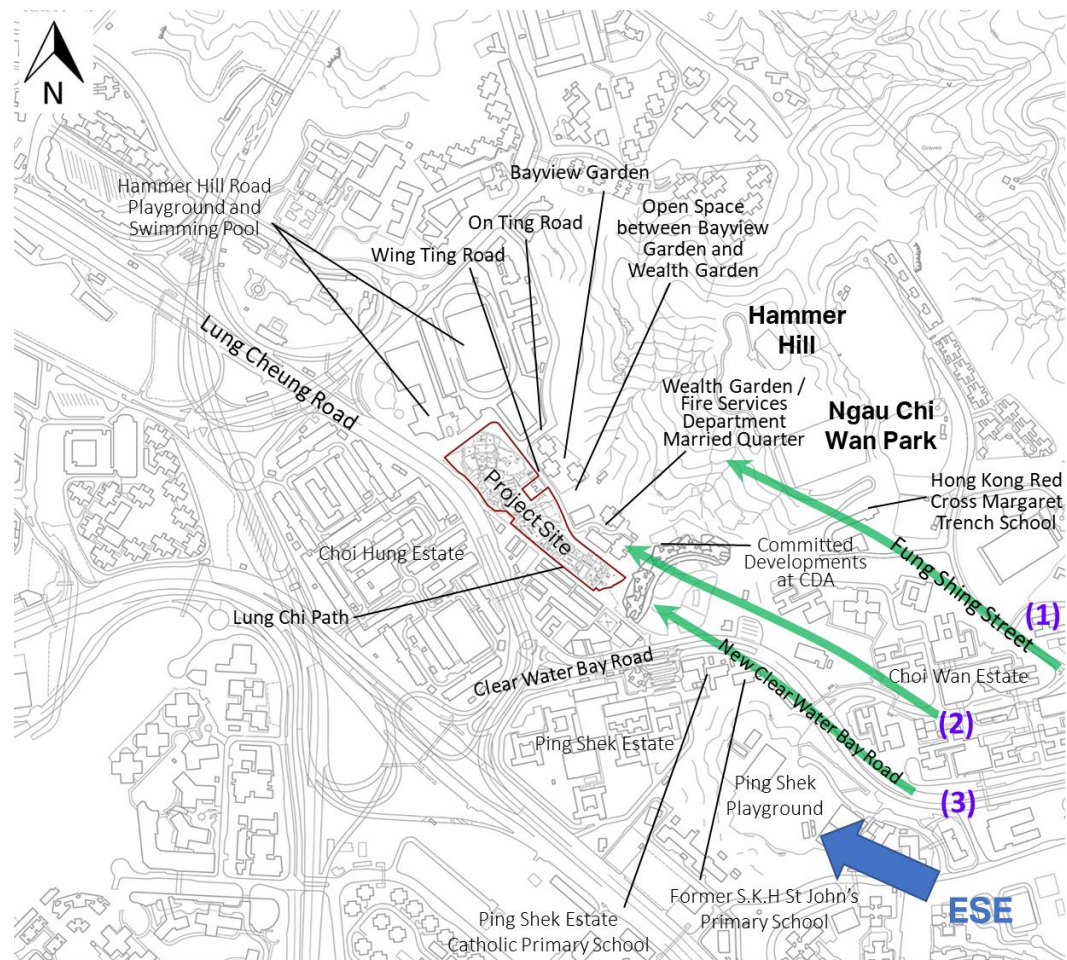 N
Graves
Graves
Bayview Garden
Hammer Hill Road
Playground and
Swimming Pool
On Ting Road
Open Space
between Bayview
Garden and
Wealth Garden
Wing Ting Road
Lung Cheung Road
Hammer
Hill
Wealth Garden /
Fire Services
Department
Married Quarter
Ngau Chi
Wan Park
Hong Kong Red
Cross Margaret
Trench School
Project Site
Choi Hung Estate
Committed
Developments
at CDA
Fung Shing Street
(1)
Lung Chi Path
Clear Water Bay Road
New Clear Water Bay Road
Choi Wan Estate
(2)
Ping Shek Estate
Ping Shek
Playground
(3)
ESE
Former S.K.H St John's
Primary School
Ping Shek Estate
Catholic Primary School